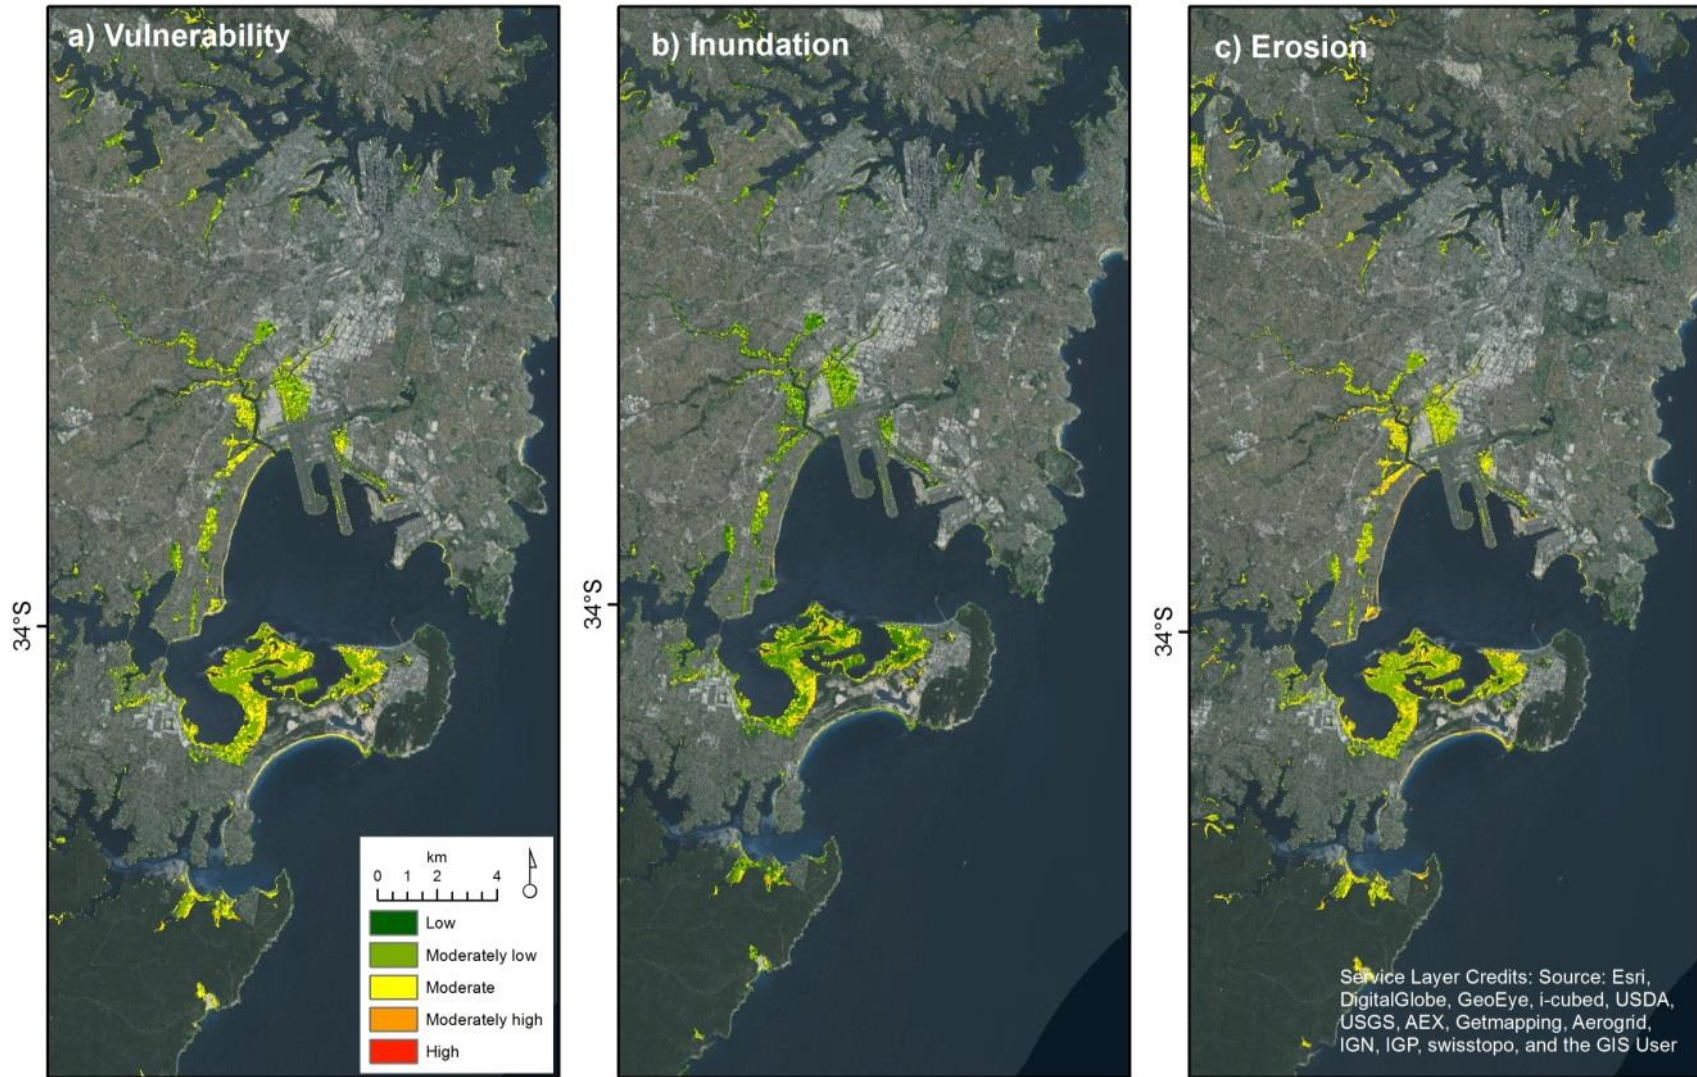 a) Vulnerability
b) Inundation
c) Erosion
34°S
34°S
34°S
km
0 1 2 4
Low
Moderately low
Moderate
Moderately high
High
Service Layer Credits: Source: Esri,
DigitalGlobe, GeoEye, i-cubed, USDA,
USGS, AEX, Getmapping, Aerogrid,
IGN, IGP, swisstopo, and the GIS User